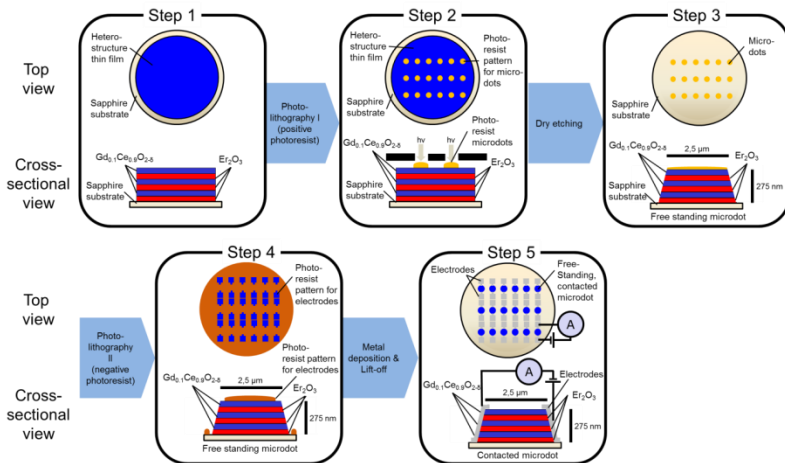 Step 1
Step 2
Step 3
Top
view
Hetero-
structure
thin film
Sapphire
substrate
Photo-
lithography I
(positive
photoresist)
Hetero-
structure
thin film
Photo-
resist
pattern
for micro-
dots
Sapphire
substrate
Dry etching
Micro-
dots
Sapphire
substrate
Cross-
sectional
view
Gd0.1Ce0.9O2-δ
Er2O3
Sapphire
substrate
Gd0.1Ce0.9O2-δ
hν
hν
Photo-
resist microdots
Er2O3
Sapphire
substrate
Gd0.1Ce0.9O2-δ
2,5 µm
Er2O3
275 nm
Sapphire
substrate
Free standing microdot
Step 4
Step 5
Top
view
Photo-
lithography
II
(negative
photoresist)
Photo-
resist
pattern for
electrodes
Metal
deposition &
Lift-off
Electrodes
Free-
Standing,
contacted
microdot
A
Cross-
sectional
view
Photoresist pattern
for electrodes
Gd0.1Ce0.9O2-δ
2,5 µm
Er2O3
275 nm
Free standing microdot
A
Electrodes
Gd0.1Ce0.9O2-δ
2,5 µm
Er2O3
275 nm
Contacted microdot